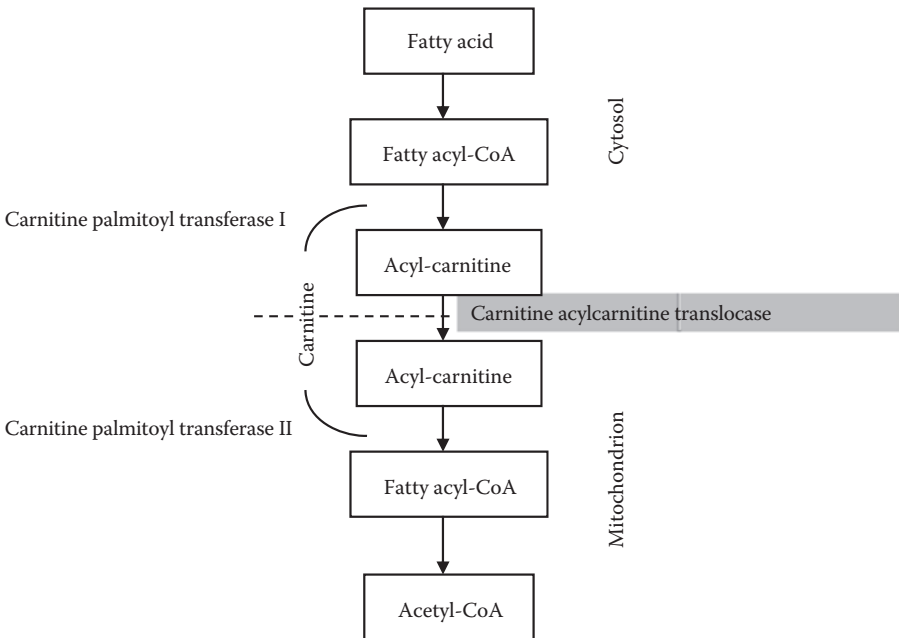 Fatty acid
Cytosol
Fatty acyl-CoA
Carnitine palmitoyl transferase I
Acyl-carnitine
Carnitine acylcarnitine translocase
Carnitine
Acyl-carnitine
Carnitine palmitoyl transferase II
Mitochondrion
Fatty acyl-CoA
Acetyl-CoA